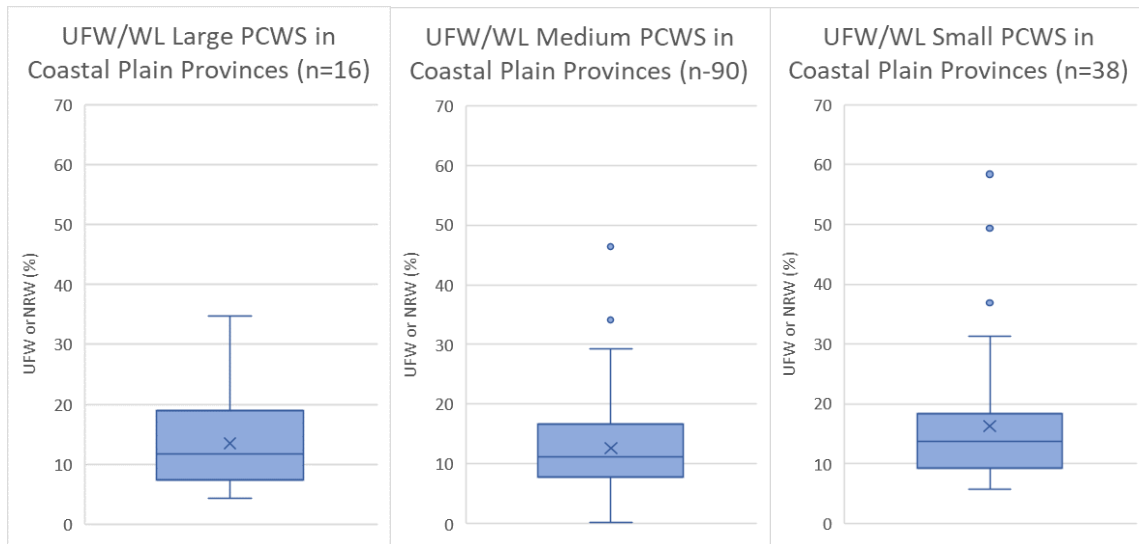 UFW/WL Large PCWS in
Coastal Plain Provinces (n=16)
70
60
50
40
30
20
10
0
UFW or NRW (%)
UFW/WL Medium PCWS in
Coastal Plain Provinces (n-90)
70
60
50
40
30
20
10
0
UFW or NRW (%)
UFW/WL Small PCWS in
Coastal Plain Provinces (n=38)
70
60
50
40
30
20
10
0
UFW or NRW (%)